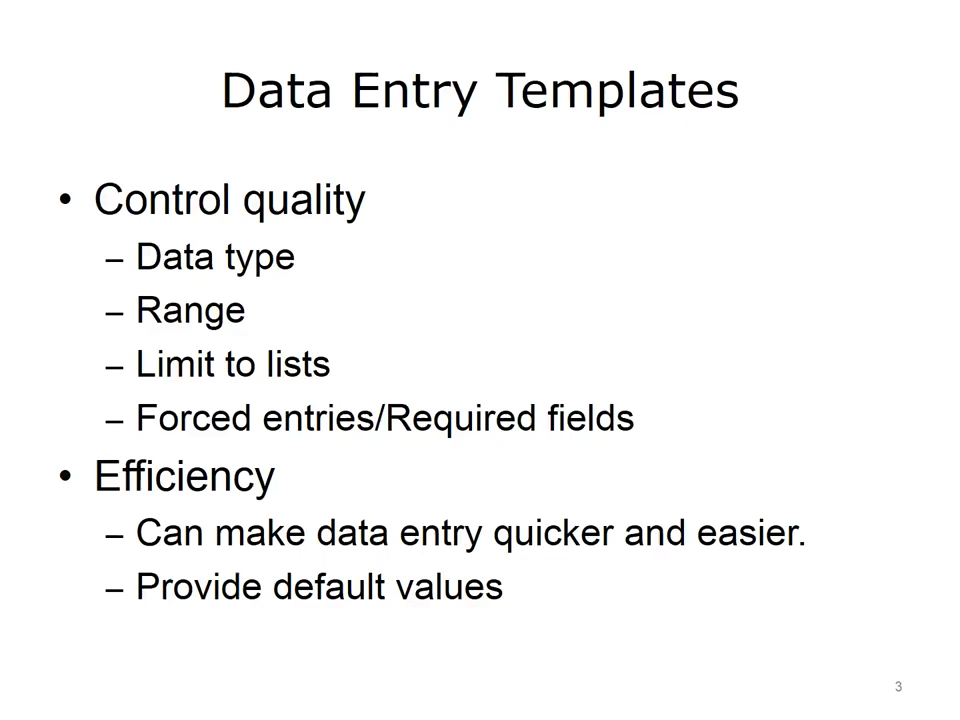 Data Entry Templates
• Control quality
– Data type
– Range
– Limit to lists
– Forced entries/Required fields
• Efficiency
– Can make data entry quicker and easier.
– Provide default values
3